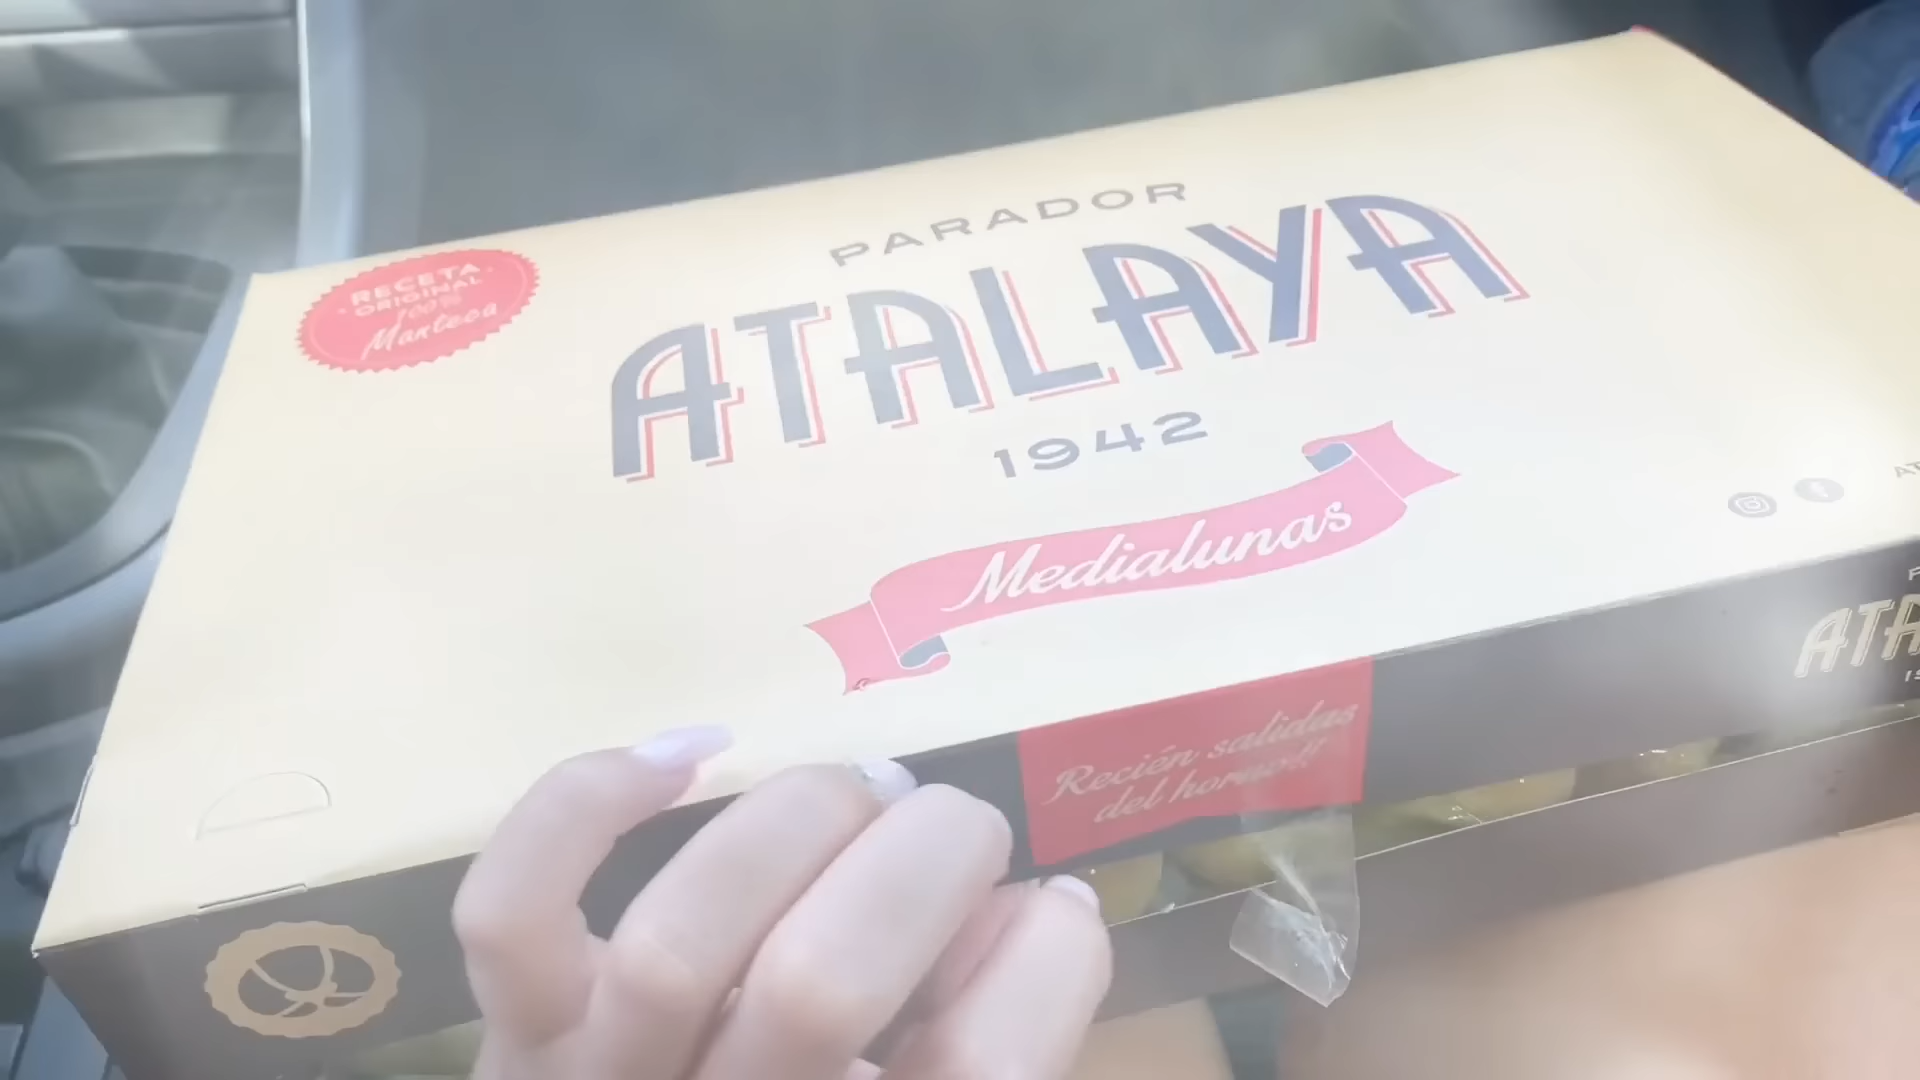 PARADOR
ATALAYA
1942
Medialunas
RECETA
ORIGINAL
100%
Manteca
Recién salidas
del horno!!